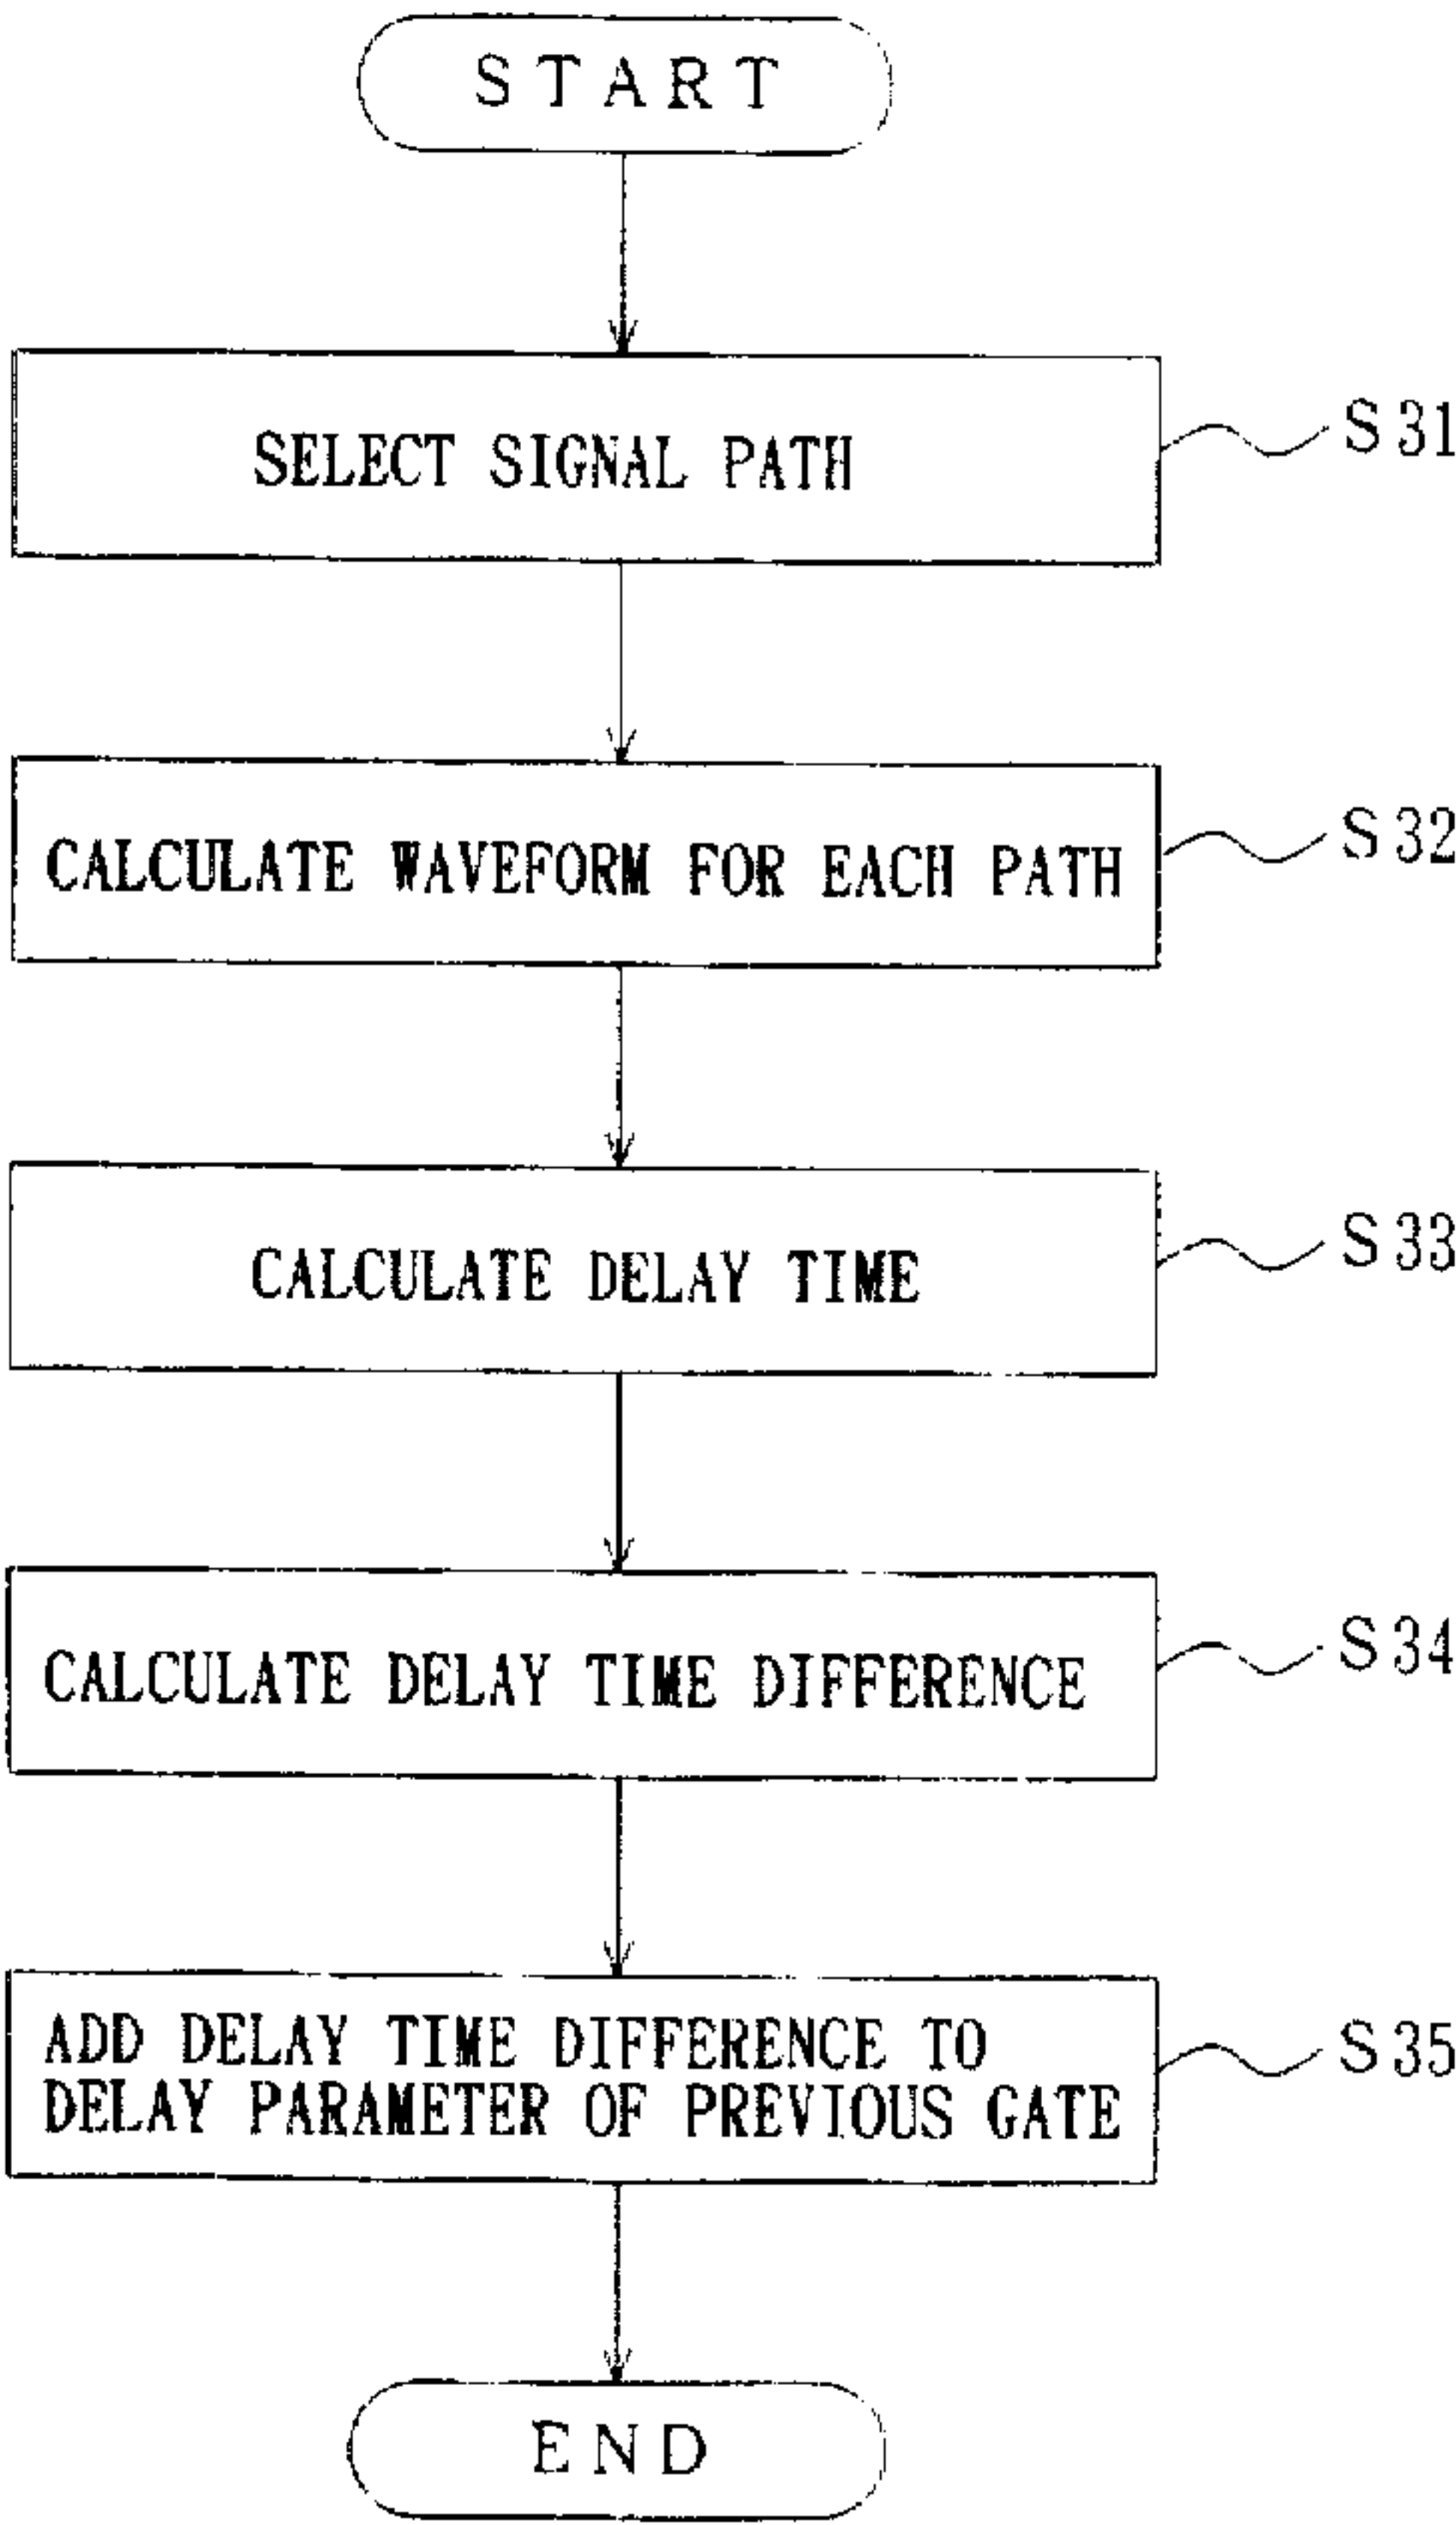 START
SELECT SIGNAL PATH
S31
CALCULATE WAVEFORM FOR EACH PATH
S32
CALCULATE DELAY TIME
S33
CALCULATE DELAY TIME DIFFERENCE
S34
ADD DELAY TIME DIFFERENCE TO
DELAY PARAMETER OF PREVIOUS GATE
S35
END